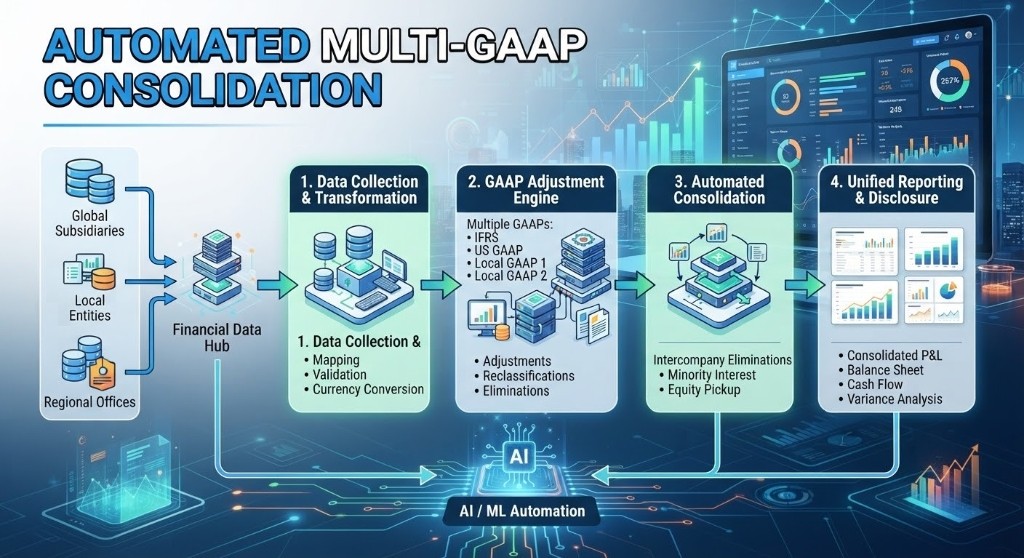 AUTOMATED MULTI-GAAP
CONSOLIDATION
Global
Subsidiaries
Local
Entities
Regional Offices
Financial Data
Hub
1. Data Collection
& Transformation
1. Data Collection &
• Mapping
• Validation
• Currency Conversion
2. GAAP Adjustment
Engine
Multiple GAAPs:
• IFRS
• US GAAP
• Local GAAP 1
• Local GAAP 2
• Adjustments
• Reclassifications
• Eliminations
3. Automated
Consolidation
Intercompany Eliminations
• Minority Interest
• Equity Pickup
4. Unified Reporting
& Disclosure
• Consolidated P&L
• Balance Sheet
• Cash Flow
• Variance Analysis
AI
AI / ML Automation